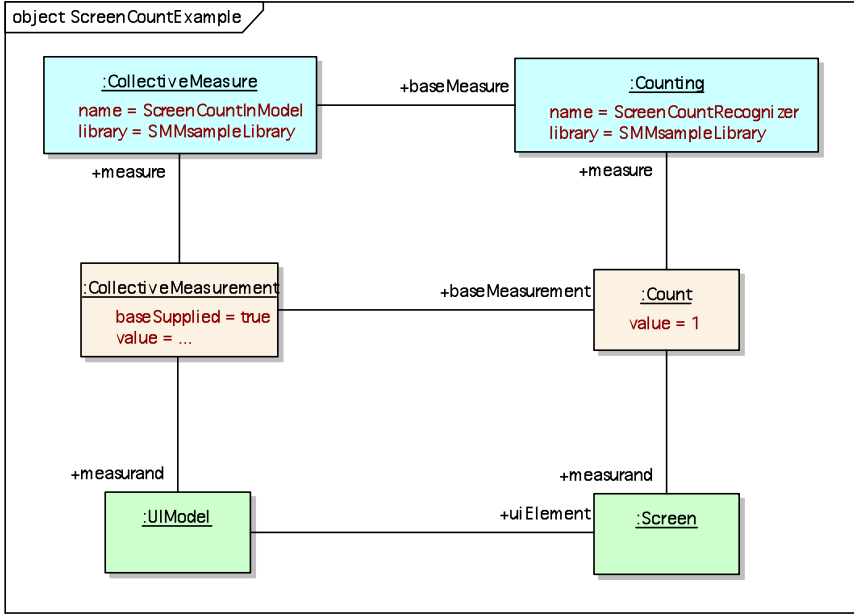 object ScreenCountExample
:CollectiveMeasure
name = ScreenCountInModel
library = SMMsampleLibrary
+baseMeasure
:Counting
name = ScreenCountRecognizer
library = SMMsampleLibrary
+measure
+measure
:CollectiveMeasurement
baseSupplied = true
value = ...
+baseMeasurement
:Count
value = 1
+measurand
+measurand
:UIModel
+uiElement
:Screen